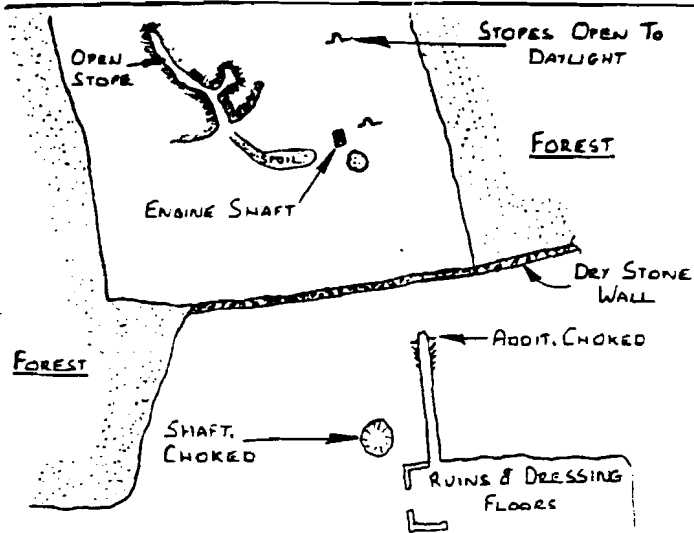 STOPES OPEN TO
DAYLIGHT
OPEN
STOPE
FOREST
SPOIL
ENGINE SHAFT
DRY STONE
WALL
ADDIT. CHOKED
FOREST
SHAFT.
CHOKED
RUINS & DRESSING
FLOORS